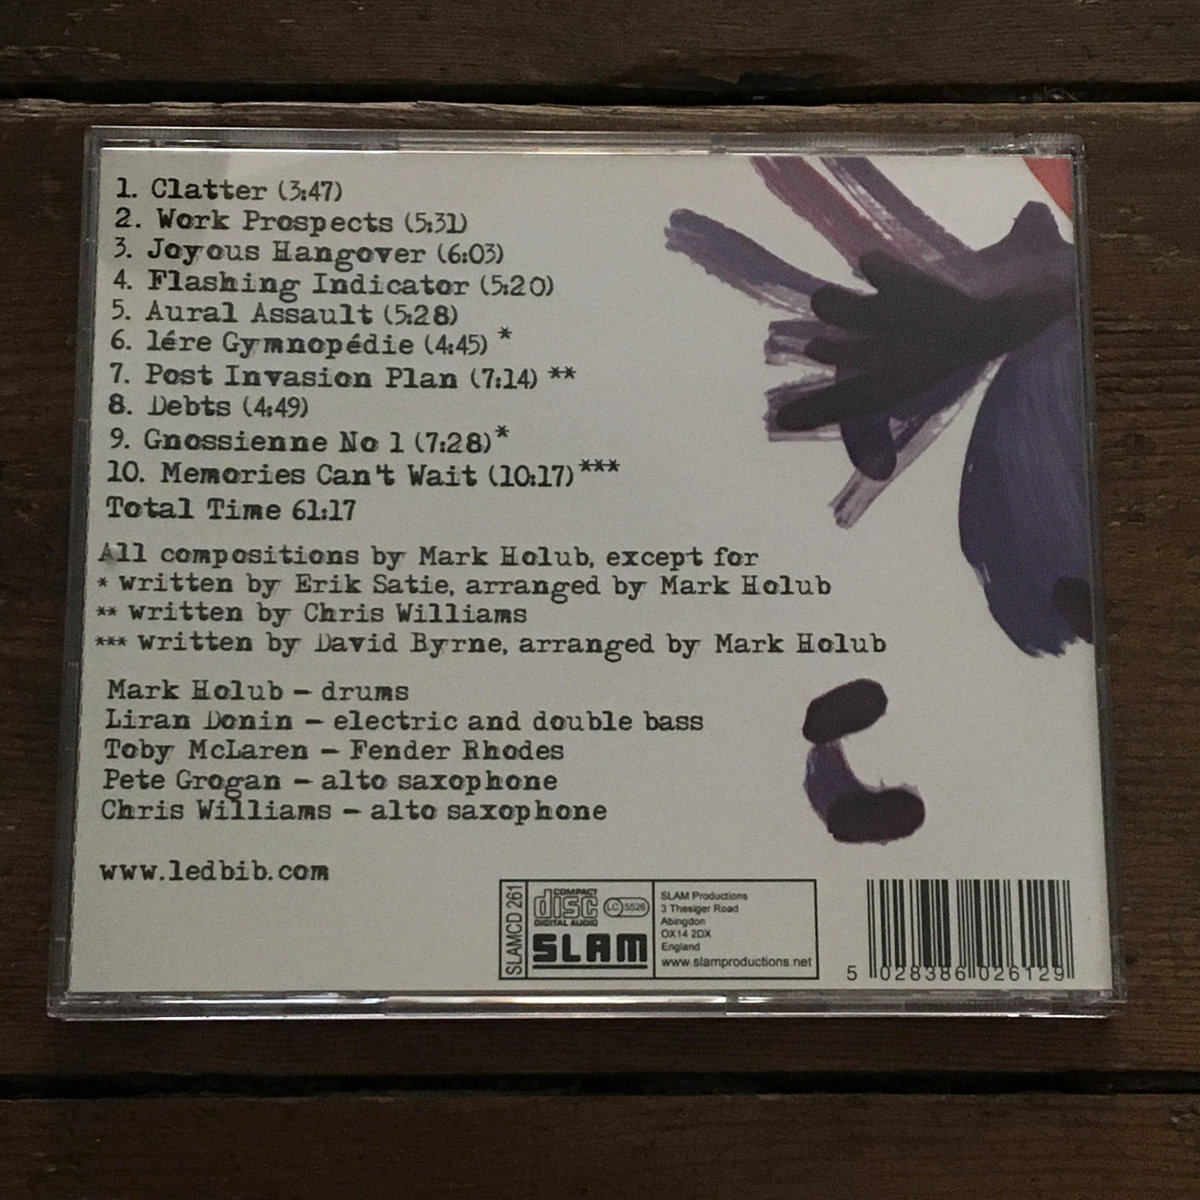 1. Clatter (3:47)
2. Work Prospects (5:31)
3. Joyous Hangover (6:03)
4. Flashing Indicator (5:20)
5. Aural Assault (5:28)
6. 1ére Gymnopédie (4:45) *
7. Post Invasion Plan (7:14) **
8. Debts (4:49)
9. Gnossienne No 1 (7:28) *
10. Memories Can't Wait (10:17) ***
Total Time 61:17
All compositions by Mark Holub, except for
* written by Erik Satie, arranged by Mark Holub
** written by Chris Williams
*** written by David Byrne, arranged by Mark Holub
Mark Holub – drums
Liran Donin – electric and double bass
Toby McLaren – Fender Rhodes
Pete Grogan – alto saxophone
Chris Williams – alto saxophone
www.ledbib.com
SLAMCD 261
COMPACT
disc
DIGITAL AUDIO
LC 5526
SLAM
SLAM Productions
3 Thesiger Road
Abingdon
OX14 2DX
England
www.slamproductions.net
5 028386 026129